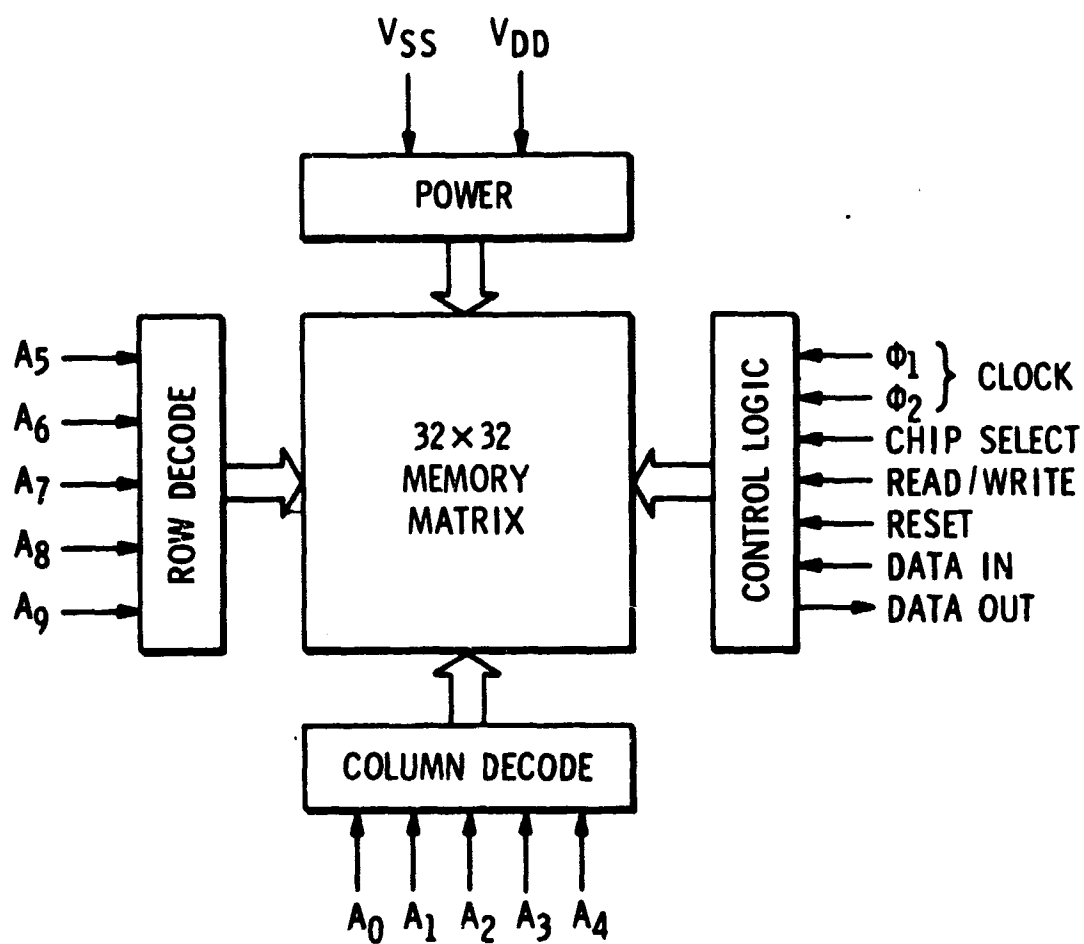 VSS VDD
POWER
A5
A6
A7
A8
A9
ROW DECODE
32×32
MEMORY
MATRIX
CONTROL LOGIC
Φ1
Φ2
} CLOCK
CHIP SELECT
READ/WRITE
RESET
DATA IN
DATA OUT
COLUMN DECODE
A0 A1 A2 A3 A4